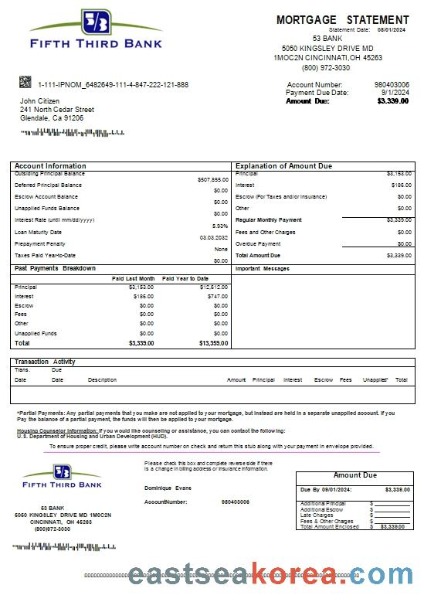 FIFTH THIRD BANK
MORTGAGE STATEMENT
Statement Date: 08/01/2024
53 BANK
5050 KINGSLEY DRIVE MD
1MOC2N CINCINNATI,OH 45263
(800) 972-3030
1-111-IPNOM_6482649-111-4-847-222-121-888
Account Number: 980403006
Payment Due Date: 9/1/2024
Amount Due: $3,339.00
John Citizen
241 North Cedar Street
Glendale, Ca 91206
Account Information
Outstanding Principal Balance
Deferred Principal Balance $0.00
Escrow Account Balance $0.00
Unapplied Funds Balance $0.00
Interest Rate (until mm/dd/yyyy)
Loan Maturity Date 03.03.2032
Prepayment Penalty None
Taxes Paid Year-to-Date $0.00
Explanation of Amount Due
Principal $3,153.00
Interest $186.00
Escrow (For Taxes and/or Insurance) $0.00
Other $0.00
Regular Monthly Payment $3,339.00
Fees and Other Charges $0.00
Overdue Payment $0.00
Total Amount Due $3,339.00
Past Payments Breakdown
Paid Last Month Paid Year to Date
Principal $3,153.00 $12,612.00
Interest $186.00 $747.00
Escrow $0.00 $0.00
Fees $0.00 $0.00
Other $0.00 $0.00
Unapplied Funds $0.00 $0.00
Total $3,339.00
Important Messages
Transaction Activity
Trans. Due
Date Date Description Amount Principal Interest Escrow Fees Unapplied* Total
*Partial Payments: Any partial payments that you make are not applied to your mortgage, but instead are held in a separate unapplied account. If you
Pay the balance of a partial payment, the funds will then be applied to your mortgage.
Housing Counselor Information: If you would like counseling or assistance, you can contact the following:
U.S. Department of Housing and Urban Development (HUD).
To ensure proper credit, please write account number on check and return this stub along with your payment in envelope provided.
FIFTH THIRD BANK
53 BANK
5050 KINGSLEY DRIVE MD 1MOC2N
CINCINNATI, OH 45263
(800)972-3030
Please check this box and complete reverse side if there
is a change in billing address or insurance information.
Dominique Evans
AccountNumber: 980403006
Amount Due
Due By 09/01/2024: $3,339.00
Additional Principal $
Additional Escrow $
Late Charges $
Fees & Other Charges $
Total Amount Enclosed $ $3,339.00
eastseakorea.com